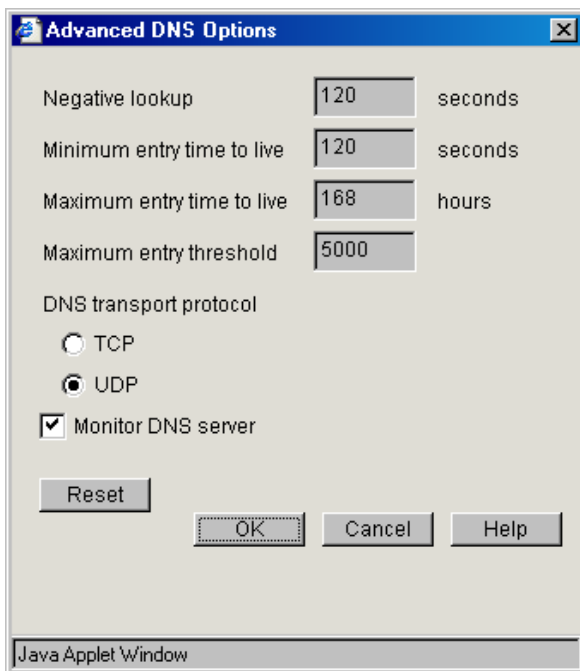 Advanced DNS Options
Negative lookup 120 seconds
Minimum entry time to live 120 seconds
Maximum entry time to live 168 hours
Maximum entry threshold 5000
DNS transport protocol
TCP
UDP
Monitor DNS server
Reset
OK Cancel Help
Java Applet Window